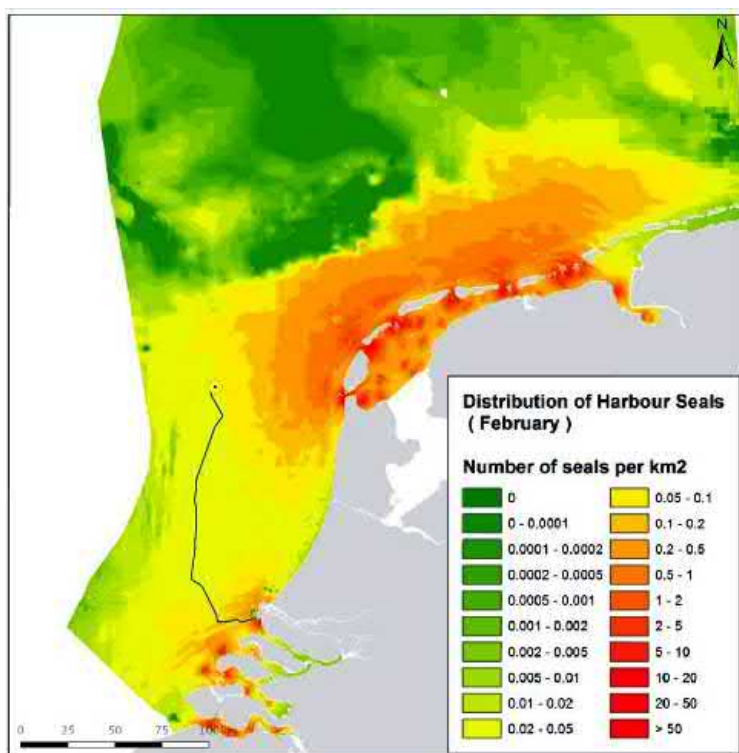 N
Distribution of Harbour Seals
( February )
Number of seals per km2
0
0 - 0.0001
0.0001 - 0.0002
0.0002 - 0.0005
0.0005 - 0.001
0.001 - 0.002
0.002 - 0.005
0.005 - 0.01
0.01 - 0.02
0.02 - 0.05
0.05 - 0.1
0.1 - 0.2
0.2 - 0.5
0.5 - 1
1 - 2
2 - 5
5 - 10
10 - 20
20 - 50
> 50
0 25 50 75 100